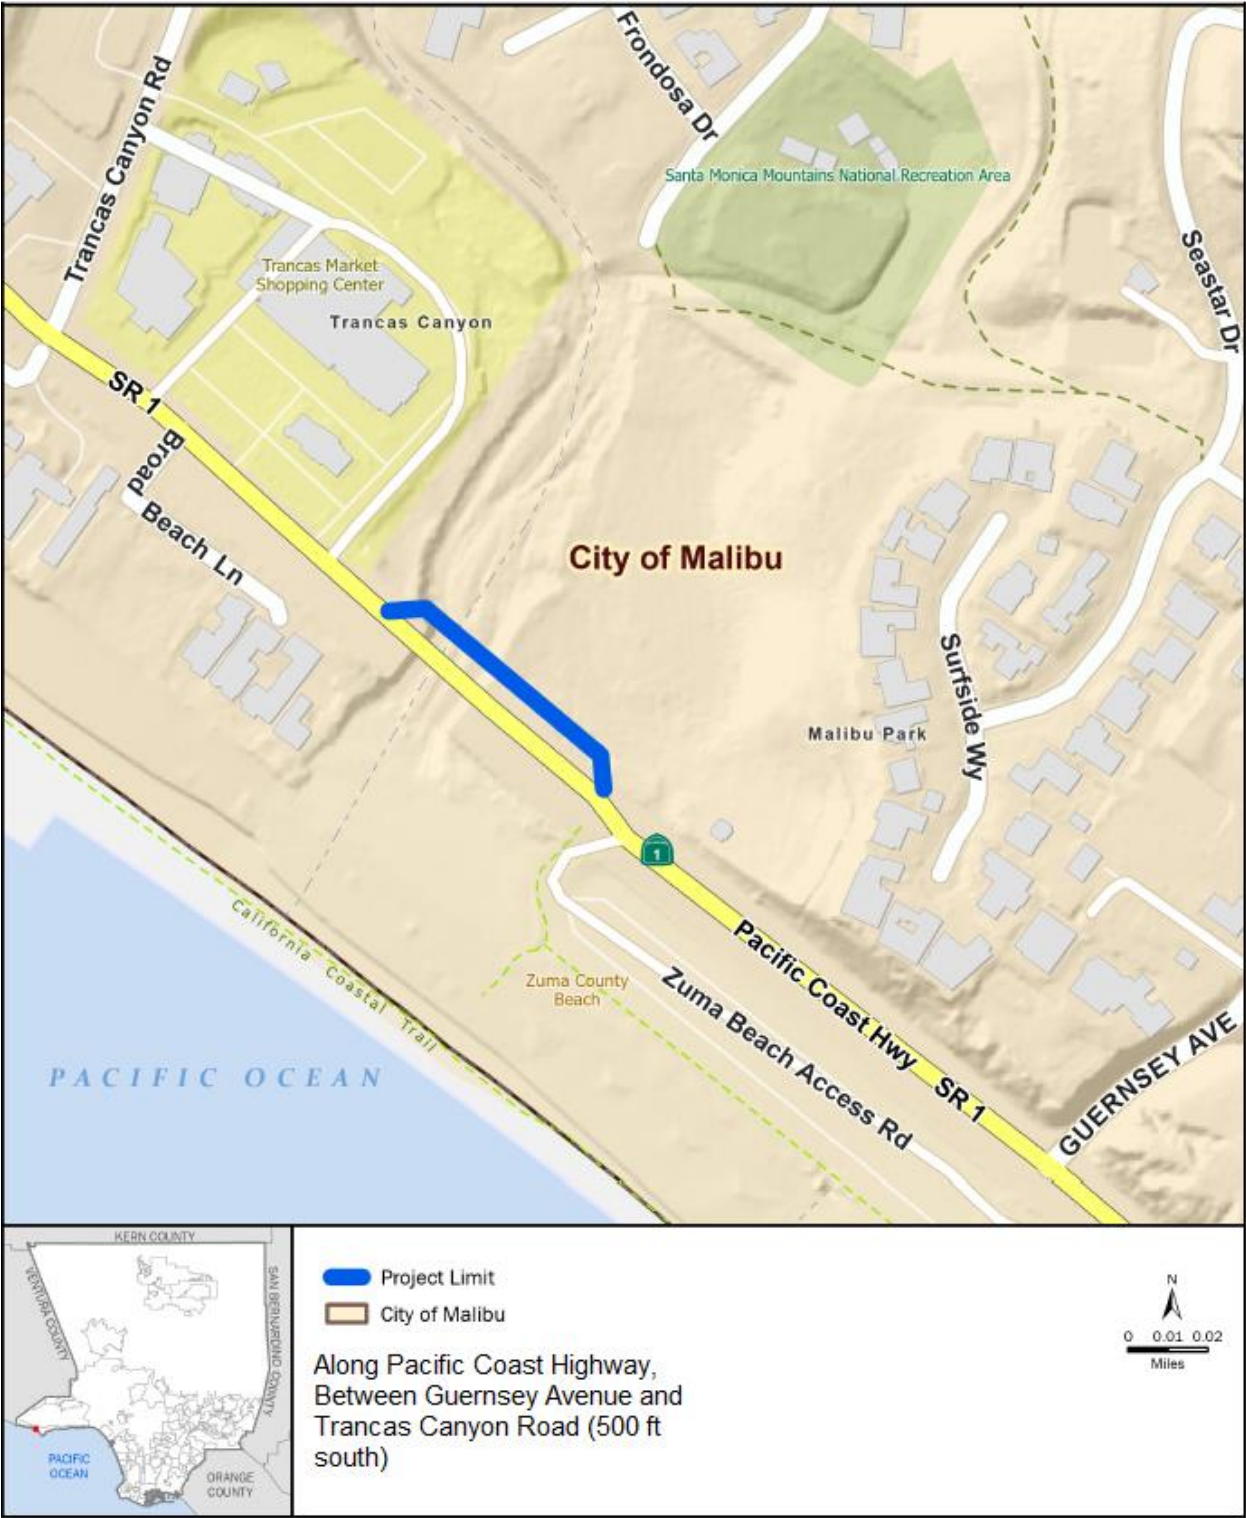 Trancas Canyon Rd
Frondosa Dr
Santa Monica Mountains National Recreation Area
Seastar Dr
Trancas Market
Shopping Center
Trancas Canyon
SR 1
Broad
Beach Ln
City of Malibu
Surfside Wy
Malibu Park
1
California Coastal Trail
Zuma County
Beach
Pacific Coast Hwy SR 1
Zuma Beach Access Rd
GUERNSEY AVE
PACIFIC OCEAN
KERN COUNTY
VENTURA COUNTY
SAN BERNARDINO COUNTY
PACIFIC
OCEAN
ORANGE
COUNTY
Project Limit
City of Malibu
Along Pacific Coast Highway,
Between Guernsey Avenue and
Trancas Canyon Road (500 ft
south)
N
0 0.01 0.02
Miles